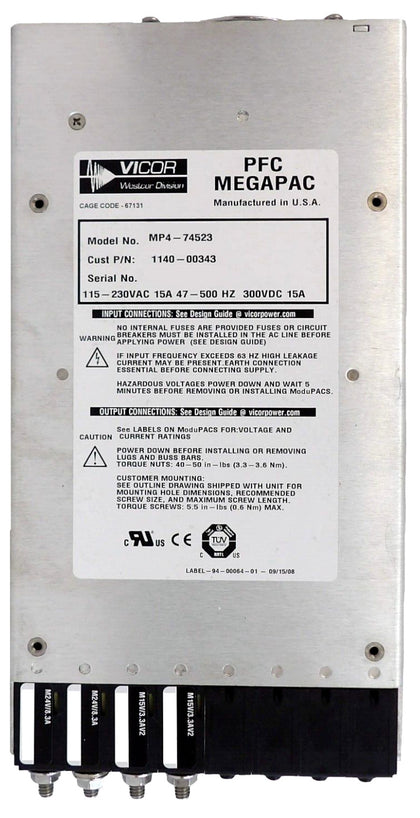 VICOR
Westcor Division
PFC
MEGAPAC
CAGE CODE - 67131
Manufactured in U.S.A.
Model No. MP4-74523
Cust P/N: 1140-00343
Serial No.
115-230VAC 15A 47-500 HZ 300VDC 15A
INPUT CONNECTIONS: See Design Guide @ vicorpower.com
WARNING
NO INTERNAL FUSES ARE PROVIDED FUSES OR CIRCUIT
BREAKERS MUST BE INSTALLED IN THE AC LINE BEFORE
APPLYING POWER (SEE DESIGN GUIDE)
IF INPUT FREQUENCY EXCEEDS 63 HZ HIGH LEAKAGE
CURRENT MAY BE PRESENT.EARTH CONNECTION
ESSENTIAL BEFORE CONNECTING SUPPLY.
HAZARDOUS VOLTAGES POWER DOWN AND WAIT 5
MINUTES BEFORE REMOVING OR INSTALLING ModuPACS.
OUTPUT CONNECTIONS: See Design Guide @ vicorpower.com
See LABELS ON ModuPACS FOR:VOLTAGE AND
CAUTION CURRENT RATINGS
POWER DOWN BEFORE INSTALLING OR REMOVING
LUGS AND BUSS BARS.
TORQUE NUTS: 40-50 in-lbs (3.3-3.6 Nm).
CUSTOMER MOUNTING:
SEE OUTLINE DRAWING SHIPPED WITH UNIT FOR
MOUNTING HOLE DIMENSIONS, RECOMMENDED
SCREW SIZE, AND MAXIMUM SCREW LENGTH.
TORQUE SCREWS: 5.5 in-lbs (0.6 Nm) MAX.
C RU US CE C TUV NRTL US
LABEL-94-00064-01 - 09/15/08
M24V/8.3A
M24V/8.3A
M15V/3.3AV2
M15V/3.3AV2